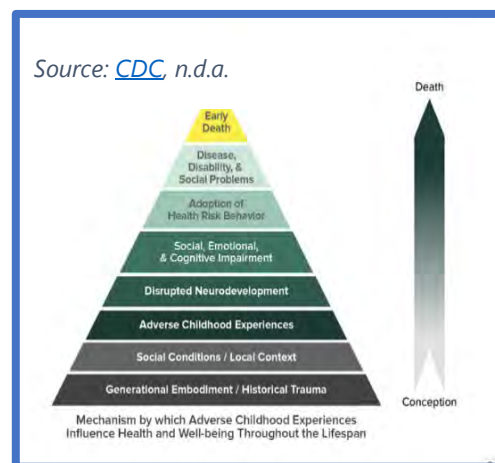 Source: CDC, n.d.a.
Death
Early
Death
Disease,
Disability, &
Social Problems
Adoption of
Health Risk Behavior
Social, Emotional,
& Cognitive Impairment
Disrupted Neurodevelopment
Adverse Childhood Experiences
Social Conditions / Local Context
Generational Embodiment / Historical Trauma
Conception
Mechanism by which Adverse Childhood Experiences
Influence Health and Well-being Throughout the Lifespan